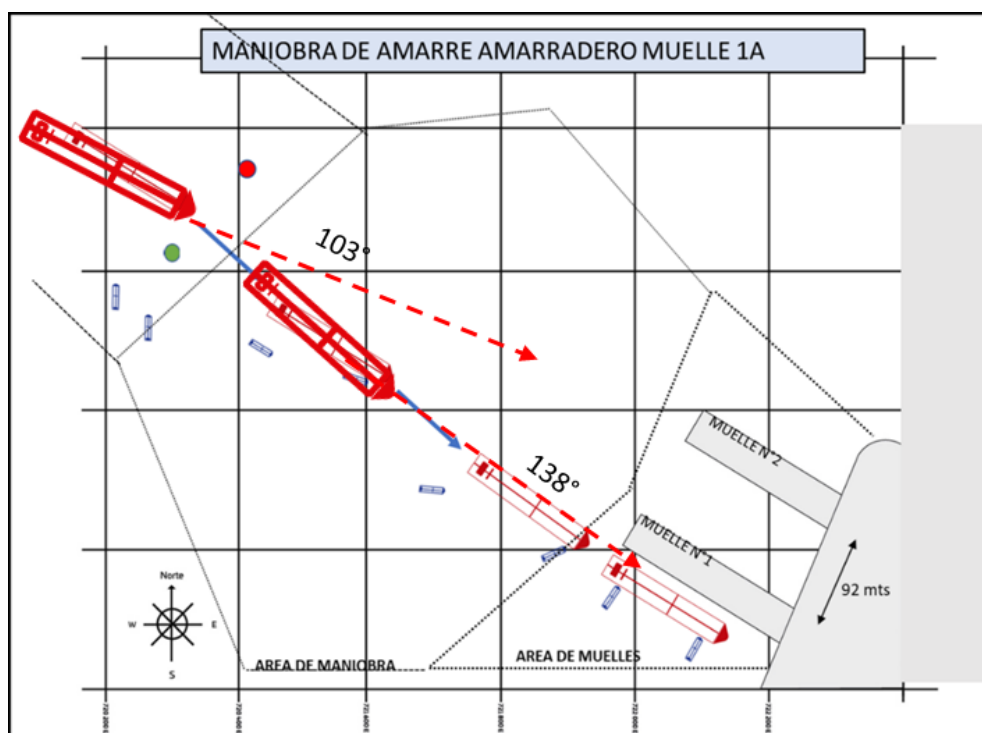 MANIOBRA DE AMARRE AMARRADERO MUELLE 1A
103°
138°
MUELLE N°2
MUELLE N°1
92 mts
Norte
W
E
S
AREA DE MANIOBRA
AREA DE MUELLES